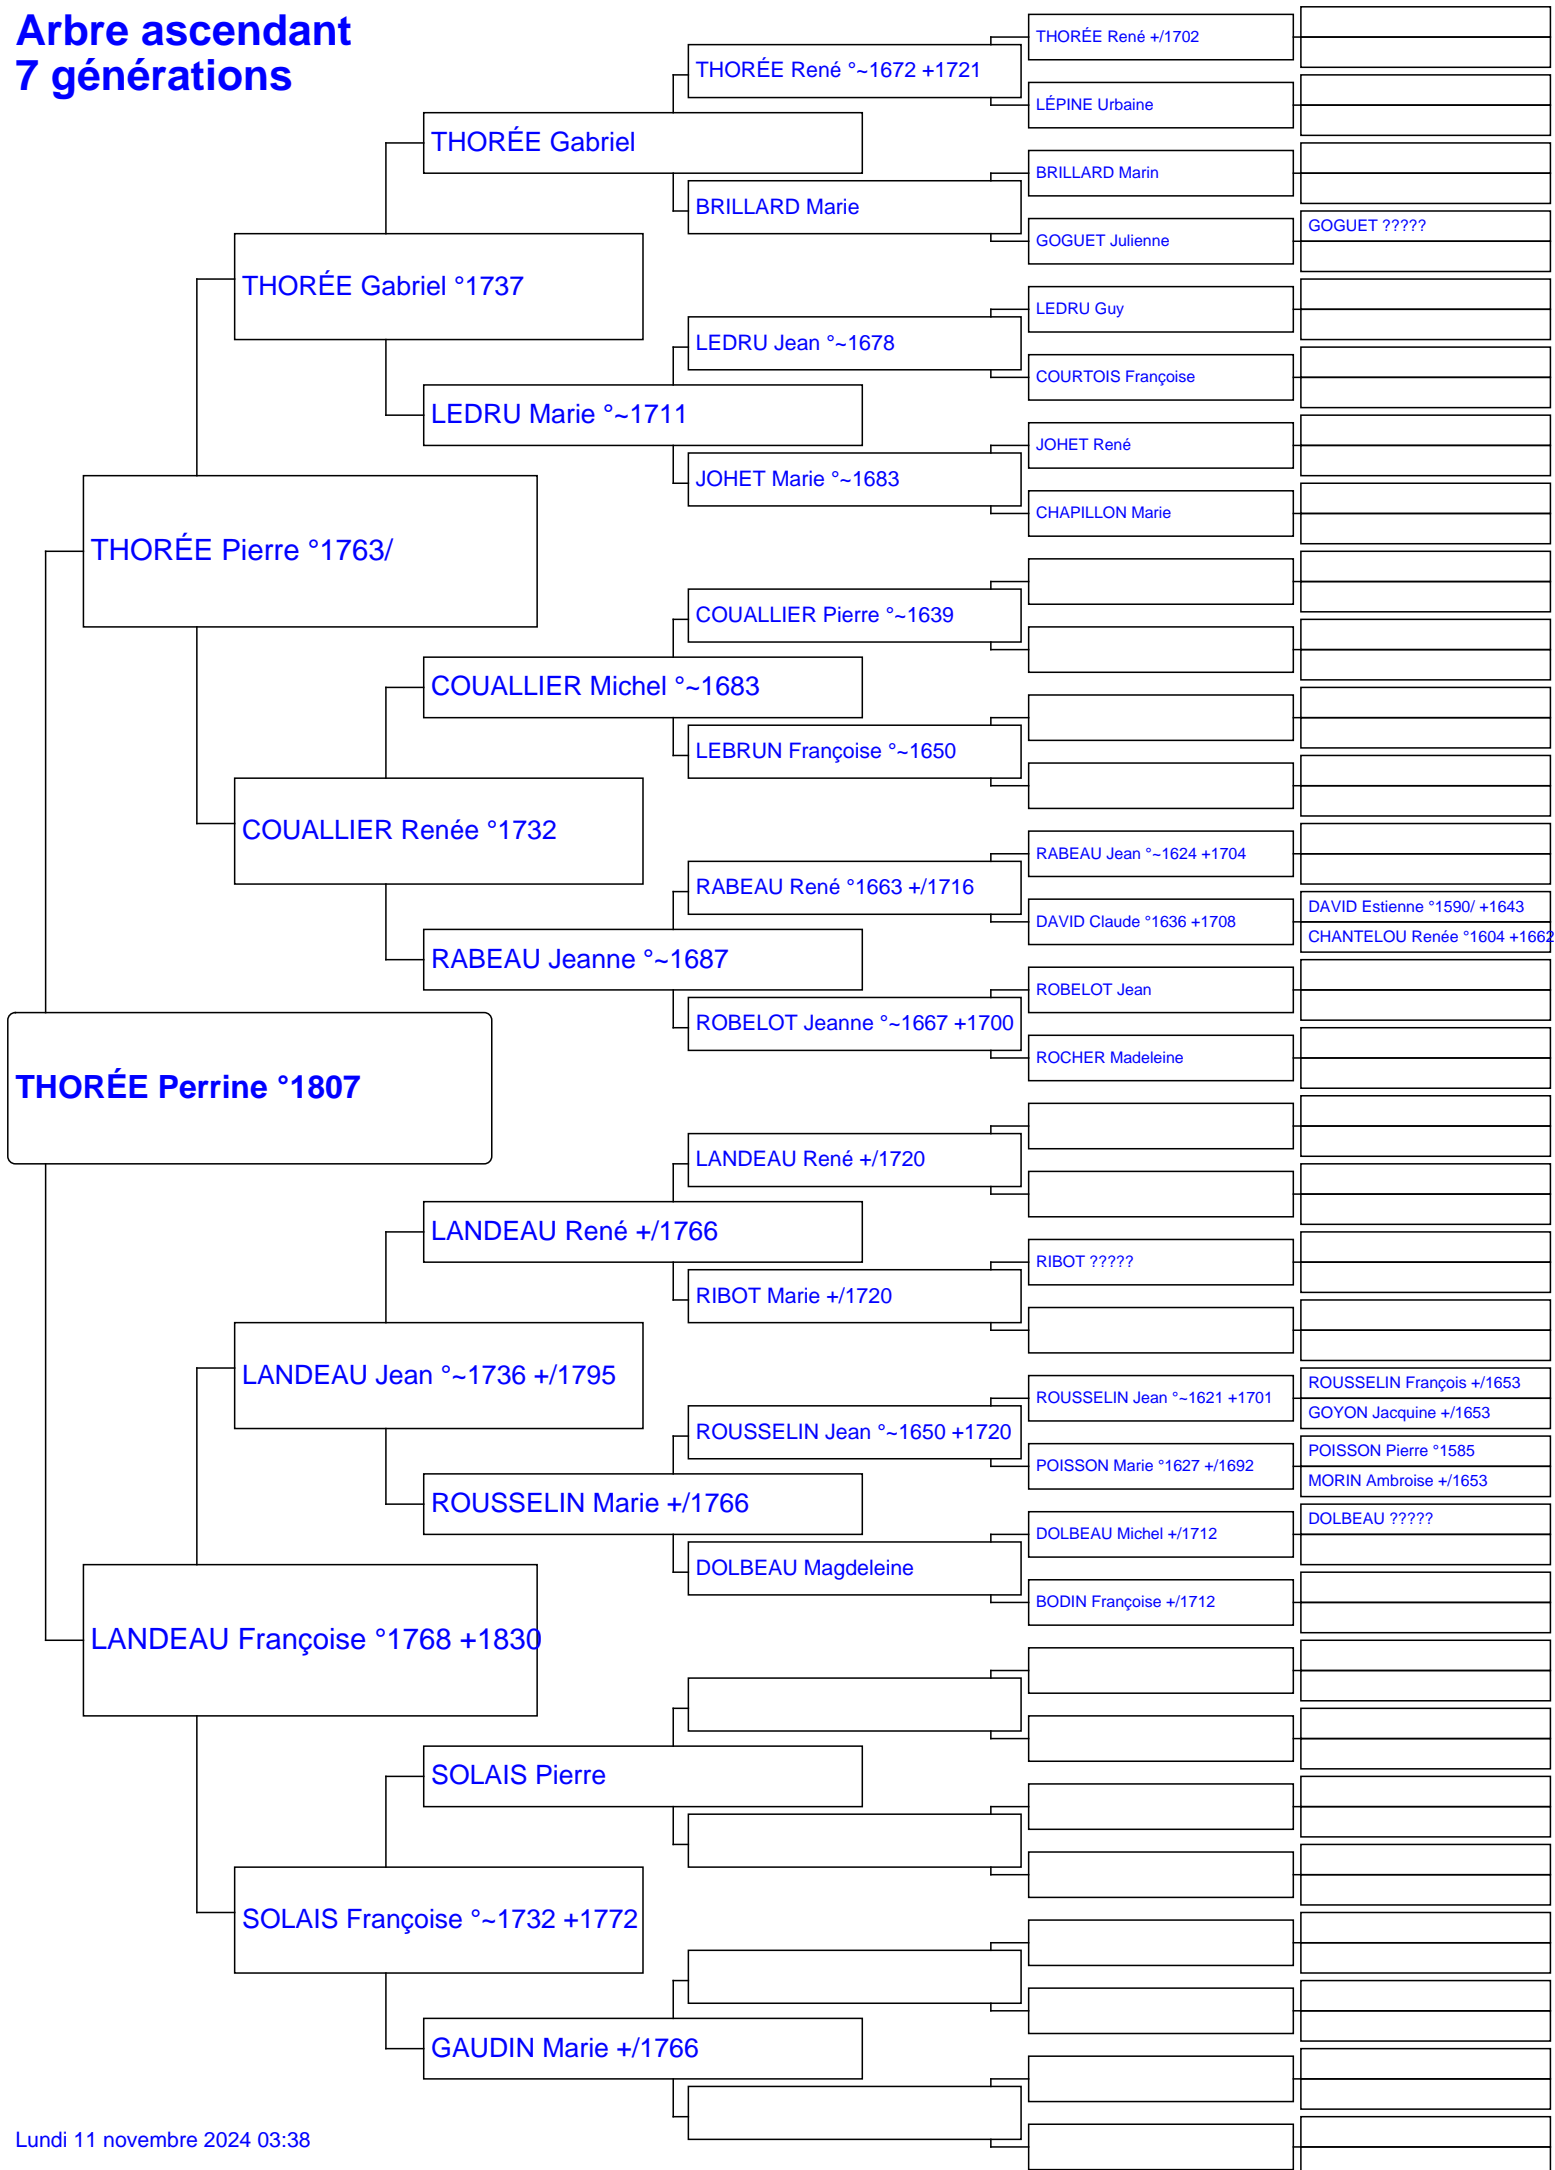 Arbre ascendant
7 générations
THORÉE René +/1702
THORÉE René °~1672 +1721
LÉPINE Urbaine
THORÉE Gabriel
BRILLARD Marin
BRILLARD Marie
GOGUET ?????
GOGUET Julienne
THORÉE Gabriel °1737
LEDRU Guy
LEDRU Jean °~1678
COURTOIS Françoise
LEDRU Marie °~1711
JOHET René
JOHET Marie °~1683
CHAPILLON Marie
THORÉE Pierre °1763/
COUALLIER Pierre °~1639
COUALLIER Michel °~1683
LEBRUN Françoise °~1650
COUALLIER Renée °1732
RABEAU Jean °~1624 +1704
RABEAU René °1663 +/1716
DAVID Estienne °1590/ +1643
DAVID Claude °1636 +1708
CHANTELOU Renée °1604 +1662
RABEAU Jeanne °~1687
ROBELOT Jean
ROBELOT Jeanne °~1667 +1700
ROCHER Madeleine
THORÉE Perrine °1807
LANDEAU René +/1720
LANDEAU René +/1766
RIBOT ?????
RIBOT Marie +/1720
LANDEAU Jean °~1736 +/1795
ROUSSELIN François +/1653
ROUSSELIN Jean °~1621 +1701
GOYON Jacquine +/1653
ROUSSELIN Jean °~1650 +1720
POISSON Pierre °1585
POISSON Marie °1627 +/1692
MORIN Ambroise +/1653
ROUSSELIN Marie +/1766
DOLBEAU ?????
DOLBEAU Michel +/1712
DOLBEAU Magdeleine
BODIN Françoise +/1712
LANDEAU Françoise °1768 +1830
SOLAIS Pierre
SOLAIS Françoise °~1732 +1772
GAUDIN Marie +/1766
Lundi 11 novembre 2024 03:38